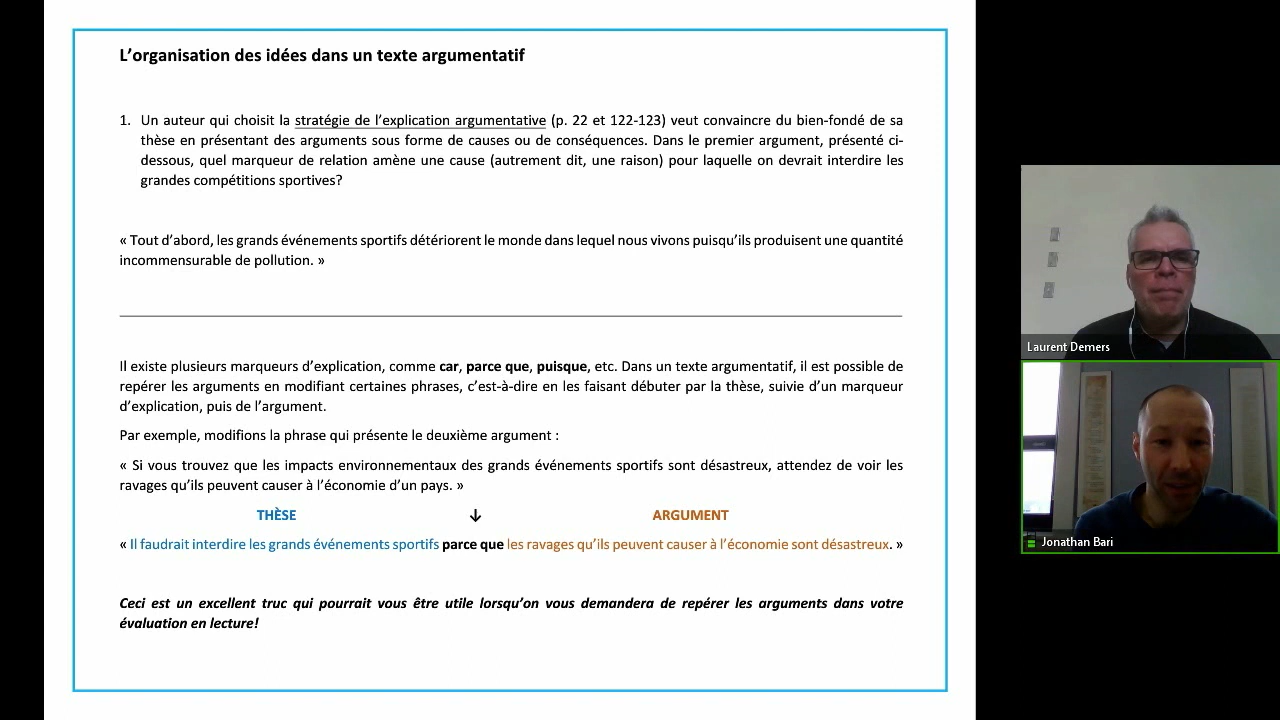 L’organisation des idées dans un texte argumentatif
1. Un auteur qui choisit la stratégie de l’explication argumentative (p. 22 et 122-123) veut convaincre du bien-fondé de sa
thèse en présentant des arguments sous forme de causes ou de conséquences. Dans le premier argument, présenté ci-
dessous, quel marqueur de relation amène une cause (autrement dit, une raison) pour laquelle on devrait interdire les
grandes compétitions sportives?
« Tout d’abord, les grands événements sportifs détériorent le monde dans lequel nous vivons puisqu’ils produisent une quantité
incommensurable de pollution. »
Il existe plusieurs marqueurs d’explication, comme car, parce que, puisque, etc. Dans un texte argumentatif, il est possible de
repérer les arguments en modifiant certaines phrases, c’est-à-dire en les faisant débuter par la thèse, suivie d’un marqueur
d’explication, puis de l’argument.
Par exemple, modifions la phrase qui présente le deuxième argument :
« Si vous trouvez que les impacts environnementaux des grands événements sportifs sont désastreux, attendez de voir les
ravages qu’ils peuvent causer à l’économie d’un pays. »
THÈSE ↓ ARGUMENT
« Il faudrait interdire les grands événements sportifs parce que les ravages qu’ils peuvent causer à l’économie sont désastreux. »
Ceci est un excellent truc qui pourrait vous être utile lorsqu’on vous demandera de repérer les arguments dans votre
évaluation en lecture!
Laurent Demers
Jonathan Bari